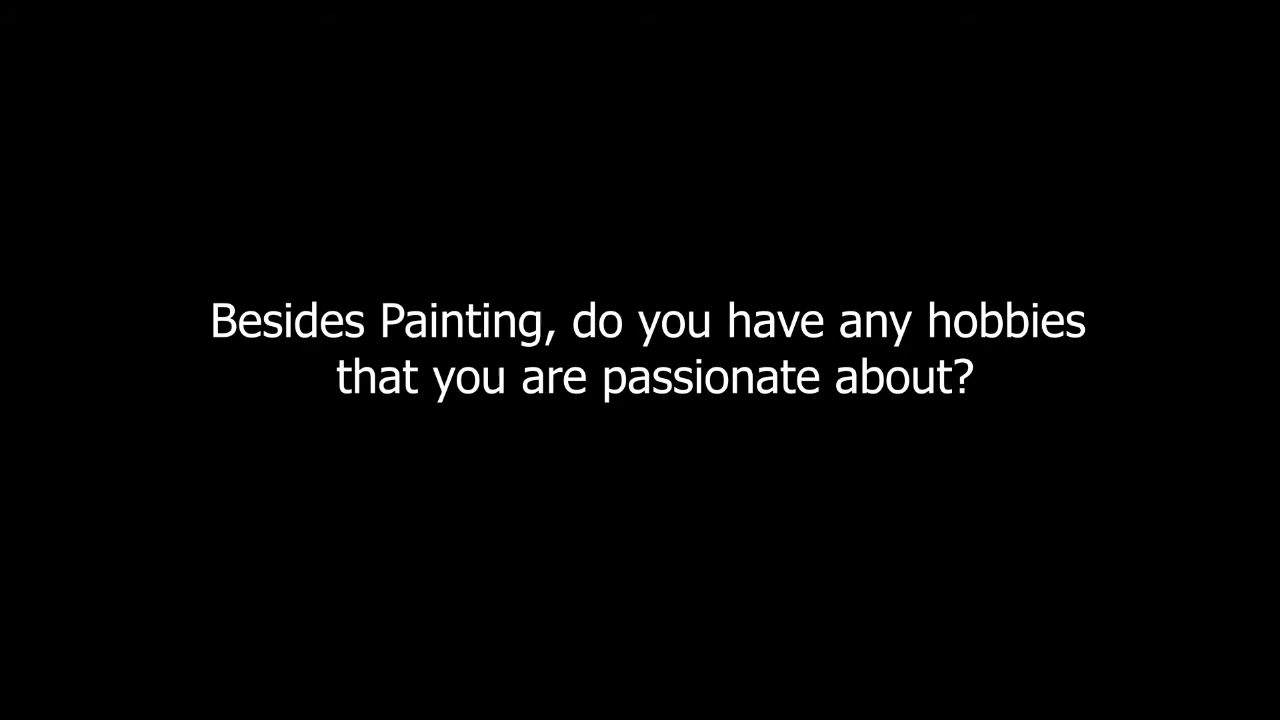 Besides Painting, do you have any hobbies
that you are passionate about?